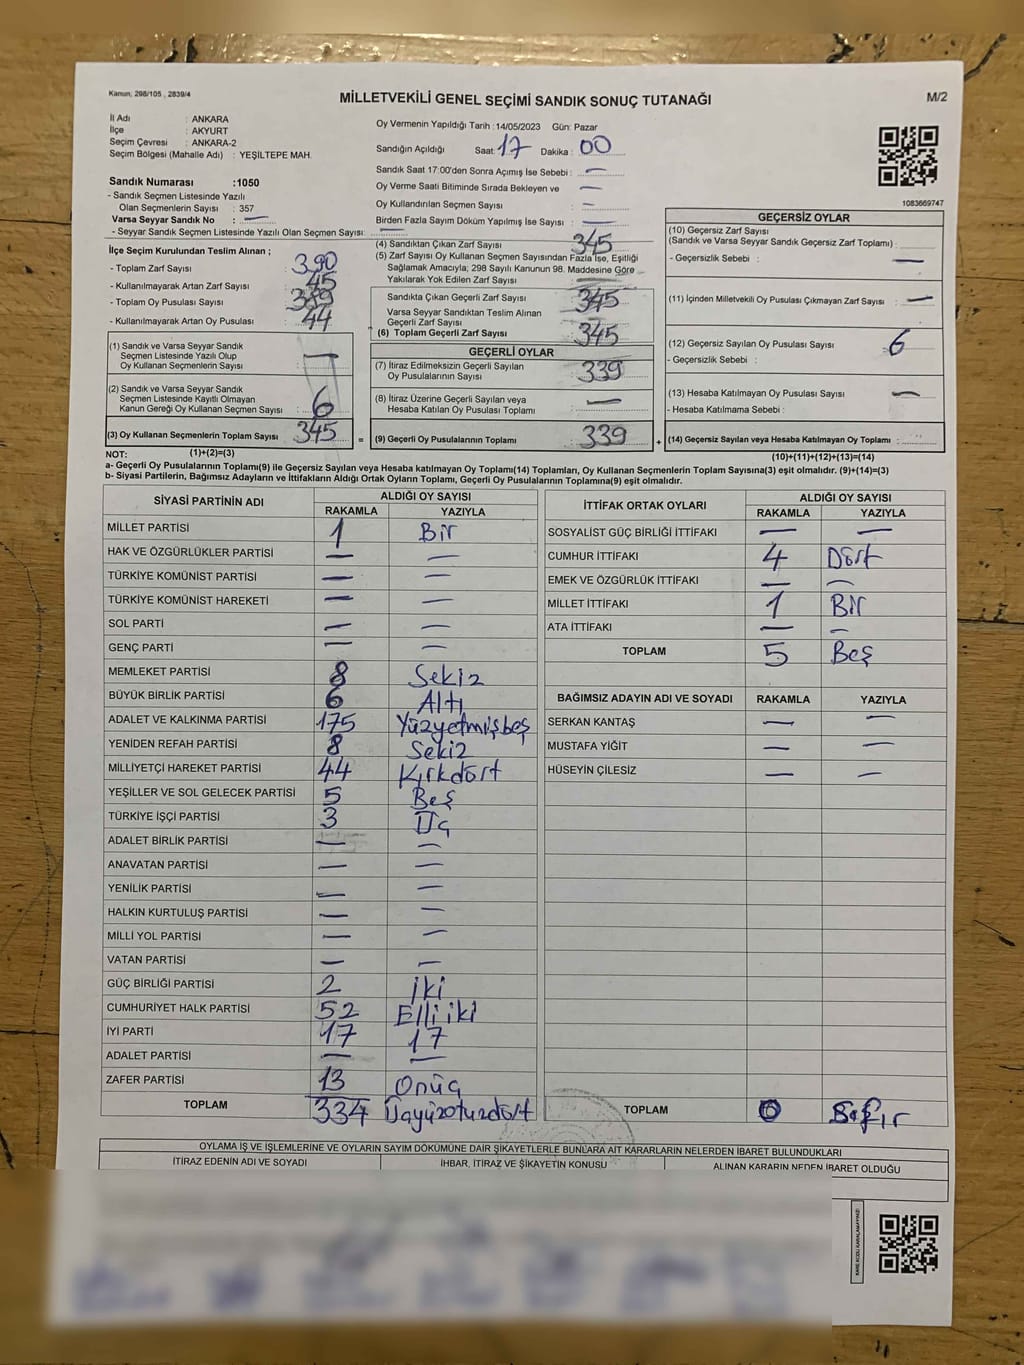 Kanun, 298/105 , 2839/4
MİLLETVEKİLİ GENEL SEÇİMİ SANDIK SONUÇ TUTANAĞI
M/2
İl Adı : ANKARA
İlçe : AKYURT
Seçim Çevresi : ANKARA-2
Seçim Bölgesi (Mahalle Adı) : YEŞİLTEPE MAH.
Sandık Numarası :1050
- Sandık Seçmen Listesinde Yazılı
Olan Seçmenlerin Sayısı : 357
Varsa Seyyar Sandık No : —
- Seyyar Sandık Seçmen Listesinde Yazılı Olan Seçmen Sayısı: —
Oy Vermenin Yapıldığı Tarih : 14/05/2023 Gün: Pazar
Sandığın Açıldığı Saat: 17 Dakika : 00
Sandık Saat 17:00'den Sonra Açımış İse Sebebi : —
Oy Verme Saati Bitiminde Sırada Bekleyen ve —
Oy Kullandırılan Seçmen Sayısı : —
Birden Fazla Sayım Döküm Yapılmış İse Sayısı : —
1083669747
İlçe Seçim Kurulundan Teslim Alınan ;
- Toplam Zarf Sayısı : 390
- Kullanılmayarak Artan Zarf Sayısı : 45
- Toplam Oy Pusulası Sayısı : 389
- Kullanılmayarak Artan Oy Pusulası : 44
(1) Sandık ve Varsa Seyyar Sandık
Seçmen Listesinde Yazılı Olup
Oy Kullanan Seçmenlerin Sayısı :
(2) Sandık ve Varsa Seyyar Sandık
Seçmen Listesinde Kayıtlı Olmayan
Kanun Gereği Oy Kullanan Seçmen Sayısı : 6
(3) Oy Kullanan Seçmenlerin Toplam Sayısı : 345
(4) Sandıktan Çıkan Zarf Sayısı : 345
(5) Zarf Sayısı Oy Kullanan Seçmen Sayısından Fazla İse, Eşitliği
Sağlamak Amacıyla; 298 Sayılı Kanunun 98. Maddesine Göre
Yakılarak Yok Edilen Zarf Sayısı : —
Sandıkta Çıkan Geçerli Zarf Sayısı : 345
Varsa Seyyar Sandıktan Teslim Alınan
Geçerli Zarf Sayısı : —
(6) Toplam Geçerli Zarf Sayısı : 345
GEÇERLİ OYLAR
(7) İtiraz Edilmeksizin Geçerli Sayılan
Oy Pusulalarının Sayısı : 339
(8) İtiraz Üzerine Geçerli Sayılan veya
Hesaba Katılan Oy Pusulası Toplamı : —
= (9) Geçerli Oy Pusulalarının Toplamı : 339 +
GEÇERSİZ OYLAR
(10) Geçersiz Zarf Sayısı
(Sandık ve Varsa Seyyar Sandık Geçersiz Zarf Toplamı) :
- Geçersizlik Sebebi : —
(11) İçinden Milletvekili Oy Pusulası Çıkmayan Zarf Sayısı : —
(12) Geçersiz Sayılan Oy Pusulası Sayısı : 6
- Geçersizlik Sebebi :
(13) Hesaba Katılmayan Oy Pusulası Sayısı : —
- Hesaba Katılmama Sebebi :
(14) Geçersiz Sayılan veya Hesaba Katılmayan Oy Toplamı :
NOT: (1)+(2)=(3)
(10)+(11)+(12)+(13)=(14)
a- Geçerli Oy Pusulalarının Toplamı(9) ile Geçersiz Sayılan veya Hesaba katılmayan Oy Toplamı(14) Toplamları, Oy Kullanan Seçmenlerin Toplam Sayısına(3) eşit olmalıdır. (9)+(14)=(3)
b- Siyasi Partilerin, Bağımsız Adayların ve İttifakların Aldığı Ortak Oyların Toplamı, Geçerli Oy Pusulalarının Toplamına(9) eşit olmalıdır.
SİYASİ PARTİNİN ADI ALDIĞI OY SAYISI
RAKAMLA YAZIYLA
MİLLET PARTİSİ 1 Bir
HAK VE ÖZGÜRLÜKLER PARTİSİ — —
TÜRKİYE KOMÜNİST PARTİSİ — —
TÜRKİYE KOMÜNİST HAREKETİ — —
SOL PARTİ — —
GENÇ PARTİ — —
MEMLEKET PARTİSİ 8 Sekiz
BÜYÜK BİRLİK PARTİSİ 6 Altı
ADALET VE KALKINMA PARTİSİ 175 Yüzyetmişbeş
YENİDEN REFAH PARTİSİ 8 Sekiz
MİLLİYETÇİ HAREKET PARTİSİ 44 Kırkdört
YEŞİLLER VE SOL GELECEK PARTİSİ 5 Beş
TÜRKİYE İŞÇİ PARTİSİ 3 Üç
ADALET BİRLİK PARTİSİ — —
ANAVATAN PARTİSİ — —
YENİLİK PARTİSİ — —
HALKIN KURTULUŞ PARTİSİ — —
MİLLİ YOL PARTİSİ — —
VATAN PARTİSİ — —
GÜÇ BİRLİĞİ PARTİSİ 2 İki
CUMHURİYET HALK PARTİSİ 52 Elliiki
İYİ PARTİ 17 17
ADALET PARTİSİ — —
ZAFER PARTİSİ 13 Onüç
TOPLAM 334 Üçyüzotuzdört
İTTİFAK ORTAK OYLARI ALDIĞI OY SAYISI
RAKAMLA YAZIYLA
SOSYALİST GÜÇ BİRLİĞİ İTTİFAKI — —
CUMHUR İTTİFAKI 4 Dört
EMEK VE ÖZGÜRLÜK İTTİFAKI — —
MİLLET İTTİFAKI 1 Bir
ATA İTTİFAKI — —
TOPLAM 5 Beş
BAĞIMSIZ ADAYIN ADI VE SOYADI RAKAMLA YAZIYLA
SERKAN KANTAŞ — —
MUSTAFA YİĞİT — —
HÜSEYİN ÇİLESİZ — —
TOPLAM 0 Sıfır
OYLAMA İŞ VE İŞLEMLERİNE VE OYLARIN SAYIM DÖKÜMÜNE DAİR ŞİKAYETLERLE BUNLARA AİT KARARLARIN NELERDEN İBARET BULUNDUKLARI
İTİRAZ EDENİN ADI VE SOYADI İHBAR, İTİRAZ VE ŞİKAYETİN KONUSU ALINAN KARARIN NEDEN İBARET OLDUĞU